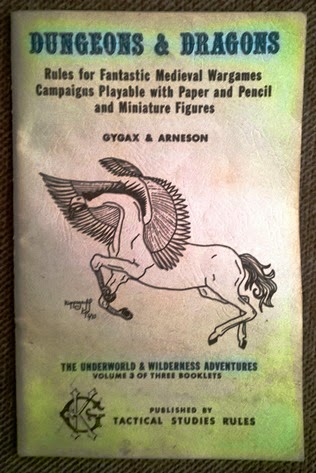 DUNGEONS & DRAGONS
Rules for Fantastic Medieval Wargames
Campaigns Playable with Paper and Pencil
and Miniature Figures
GYGAX & ARNESON
THE UNDERWORLD & WILDERNESS ADVENTURES
VOLUME 3 OF THREE BOOKLETS
PUBLISHED BY
TACTICAL STUDIES RULES